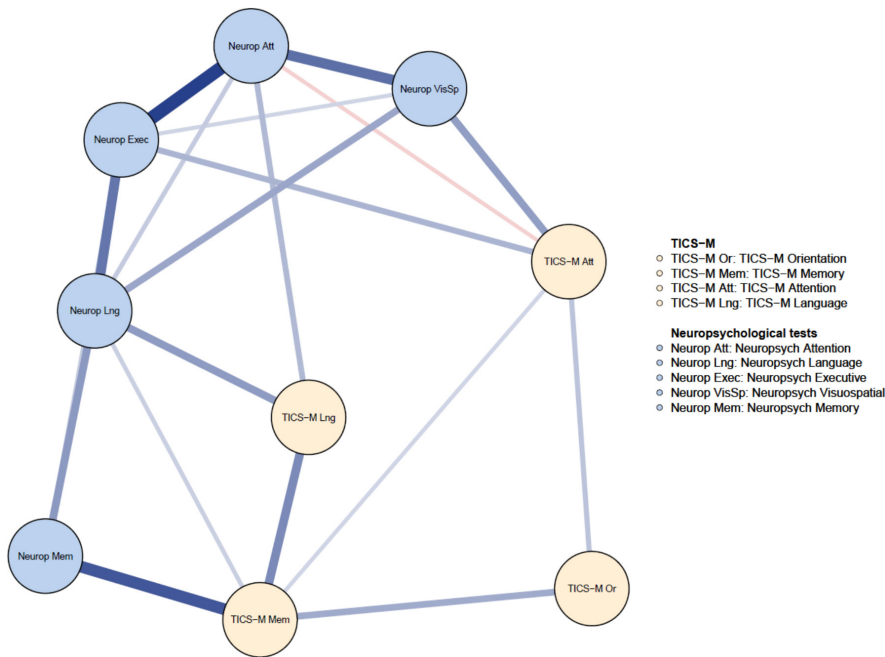 Neurop Att
Neurop VisSp
Neurop Exec
TICS-M Att
Neurop Lng
TICS-M Lng
Neurop Mem
TICS-M Mem
TICS-M Or
TICS-M
TICS-M Or: TICS-M Orientation
TICS-M Mem: TICS-M Memory
TICS-M Att: TICS-M Attention
TICS-M Lng: TICS-M Language
Neuropsychological tests
Neurop Att: Neuropsych Attention
Neurop Lng: Neuropsych Language
Neurop Exec: Neuropsych Executive
Neurop VisSp: Neuropsych Visuospatial
Neurop Mem: Neuropsych Memory